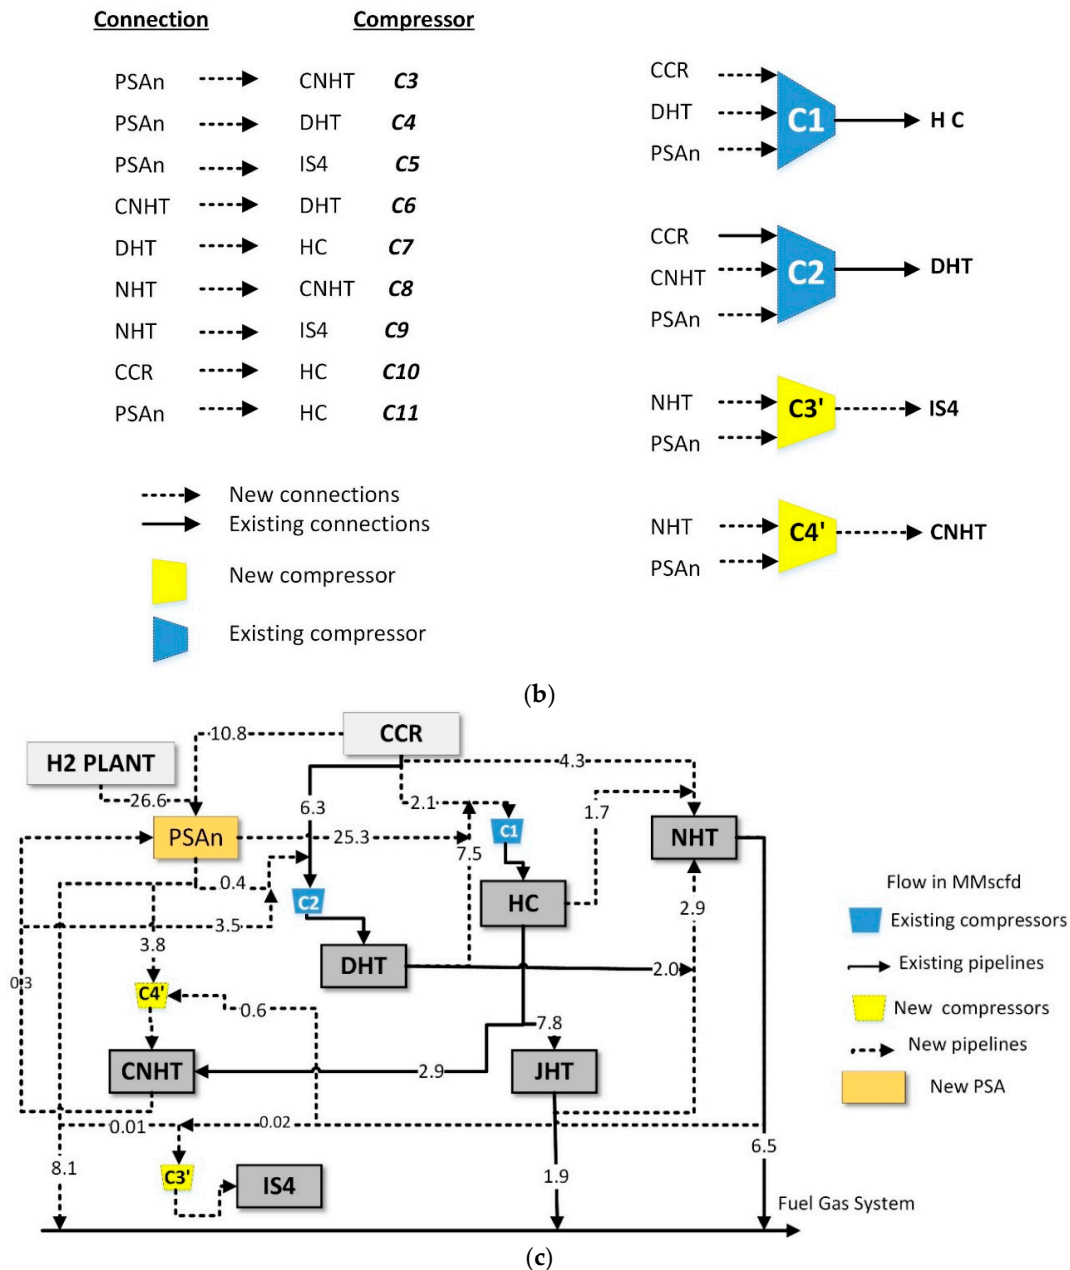 Connection Compressor
PSAn CNHT C3
PSAn DHT C4
PSAn IS4 C5
CNHT DHT C6
DHT HC C7
NHT CNHT C8
NHT IS4 C9
CCR HC C10
PSAn HC C11
New connections
Existing connections
New compressor
Existing compressor
CCR
DHT
PSAn
C1
H C
CCR
CNHT
PSAn
C2
DHT
NHT
PSAn
C3'
IS4
NHT
PSAn
C4'
CNHT
(b)
CCR
10.8
H2 PLANT
4.3
26.6
6.3
2.1
1.7
PSAn
25.3
C1
7.5
NHT
0.4
C2
HC
2.9
3.5
3.8
DHT
2.0
0.3
C4'
0.6
7.8
CNHT
2.9
JHT
0.01
0.02
6.5
8.1
C3'
IS4
1.9
Fuel Gas System
Flow in MMscfd
Existing compressors
Existing pipelines
New compressors
New pipelines
New PSA
(c)